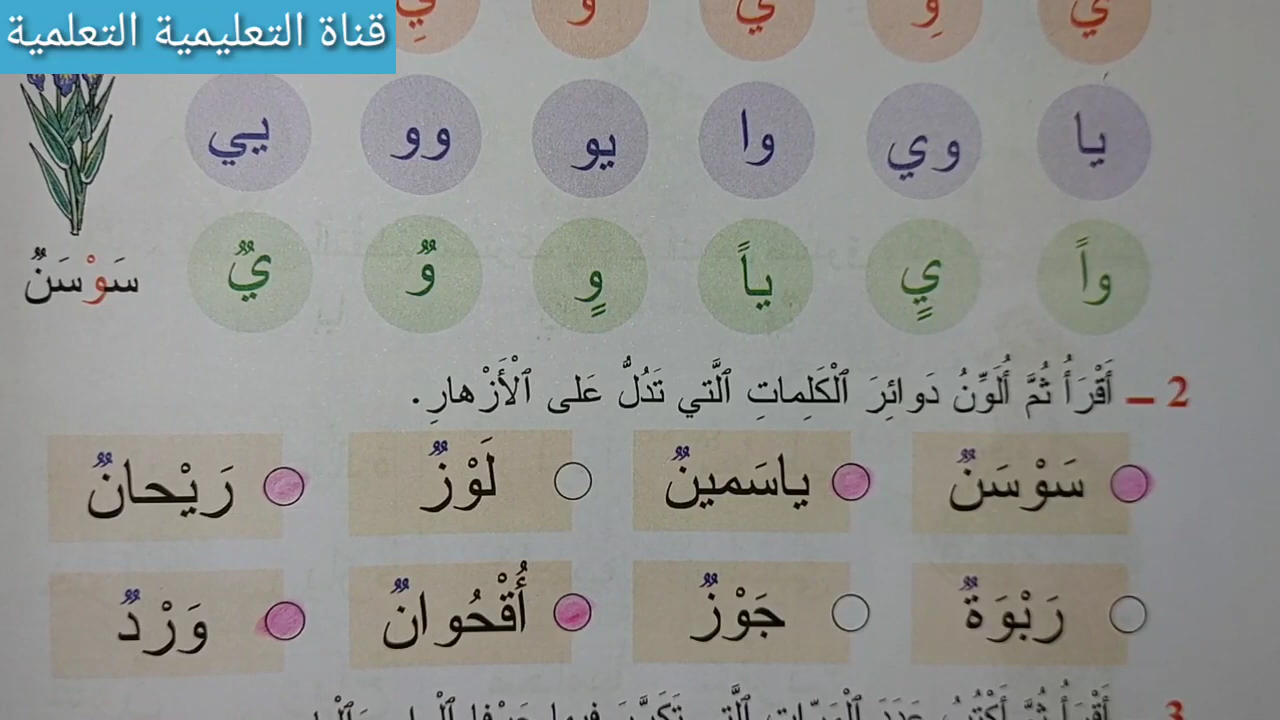 قناة التعليمية التعلمية
يا وي وا يو وو يي
واً يٍ ياً وٍ وٌ يٌ
سَوْسَنٌ
2 ــ أَقْرَأُ ثُمَّ أُلَوِّنُ دَوائِرَ ٱلْكَلِماتِ ٱلَّتي تَدُلُّ عَلى ٱلْأَزْهارِ.
سَوْسَنٌ ياسَمينٌ لَوْزٌ رَيْحانٌ
رَبْوَةٌ جَوْزٌ أُقْحُوانٌ وَرْدٌ